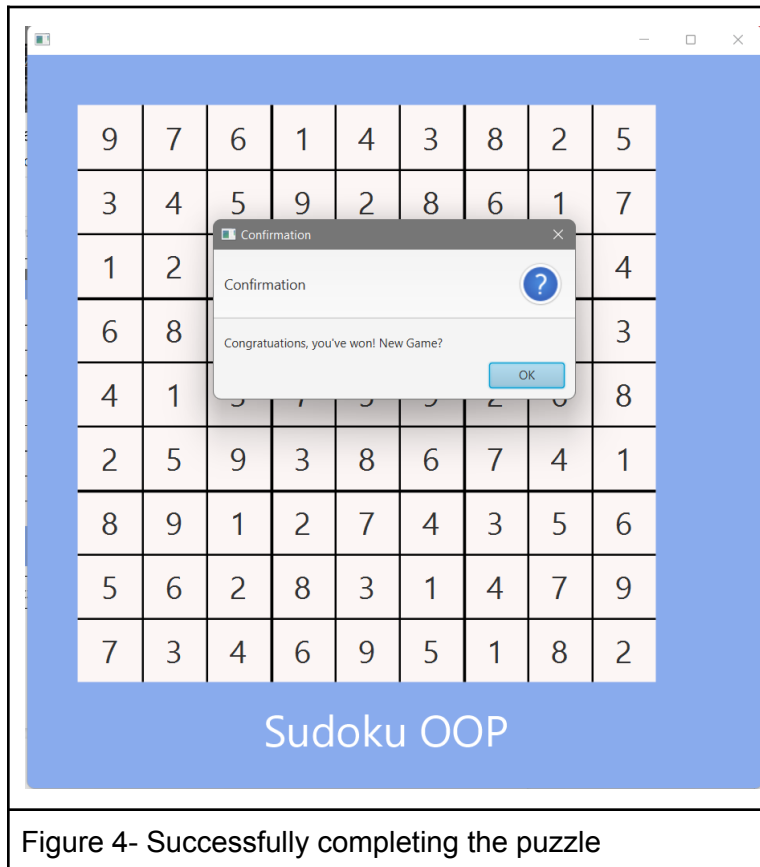 9 7 6 1 4 3 8 2 5
3 4 5 9 2 8 6 1 7
Confirmation
1 2 4
Confirmation
?
6 8 3
Congratuations, you've won! New Game?
OK
4 1 8
2 5 9 3 8 6 7 4 1
8 9 1 2 7 4 3 5 6
5 6 2 8 3 1 4 7 9
7 3 4 6 9 5 1 8 2
Sudoku OOP
Figure 4- Successfully completing the puzzle